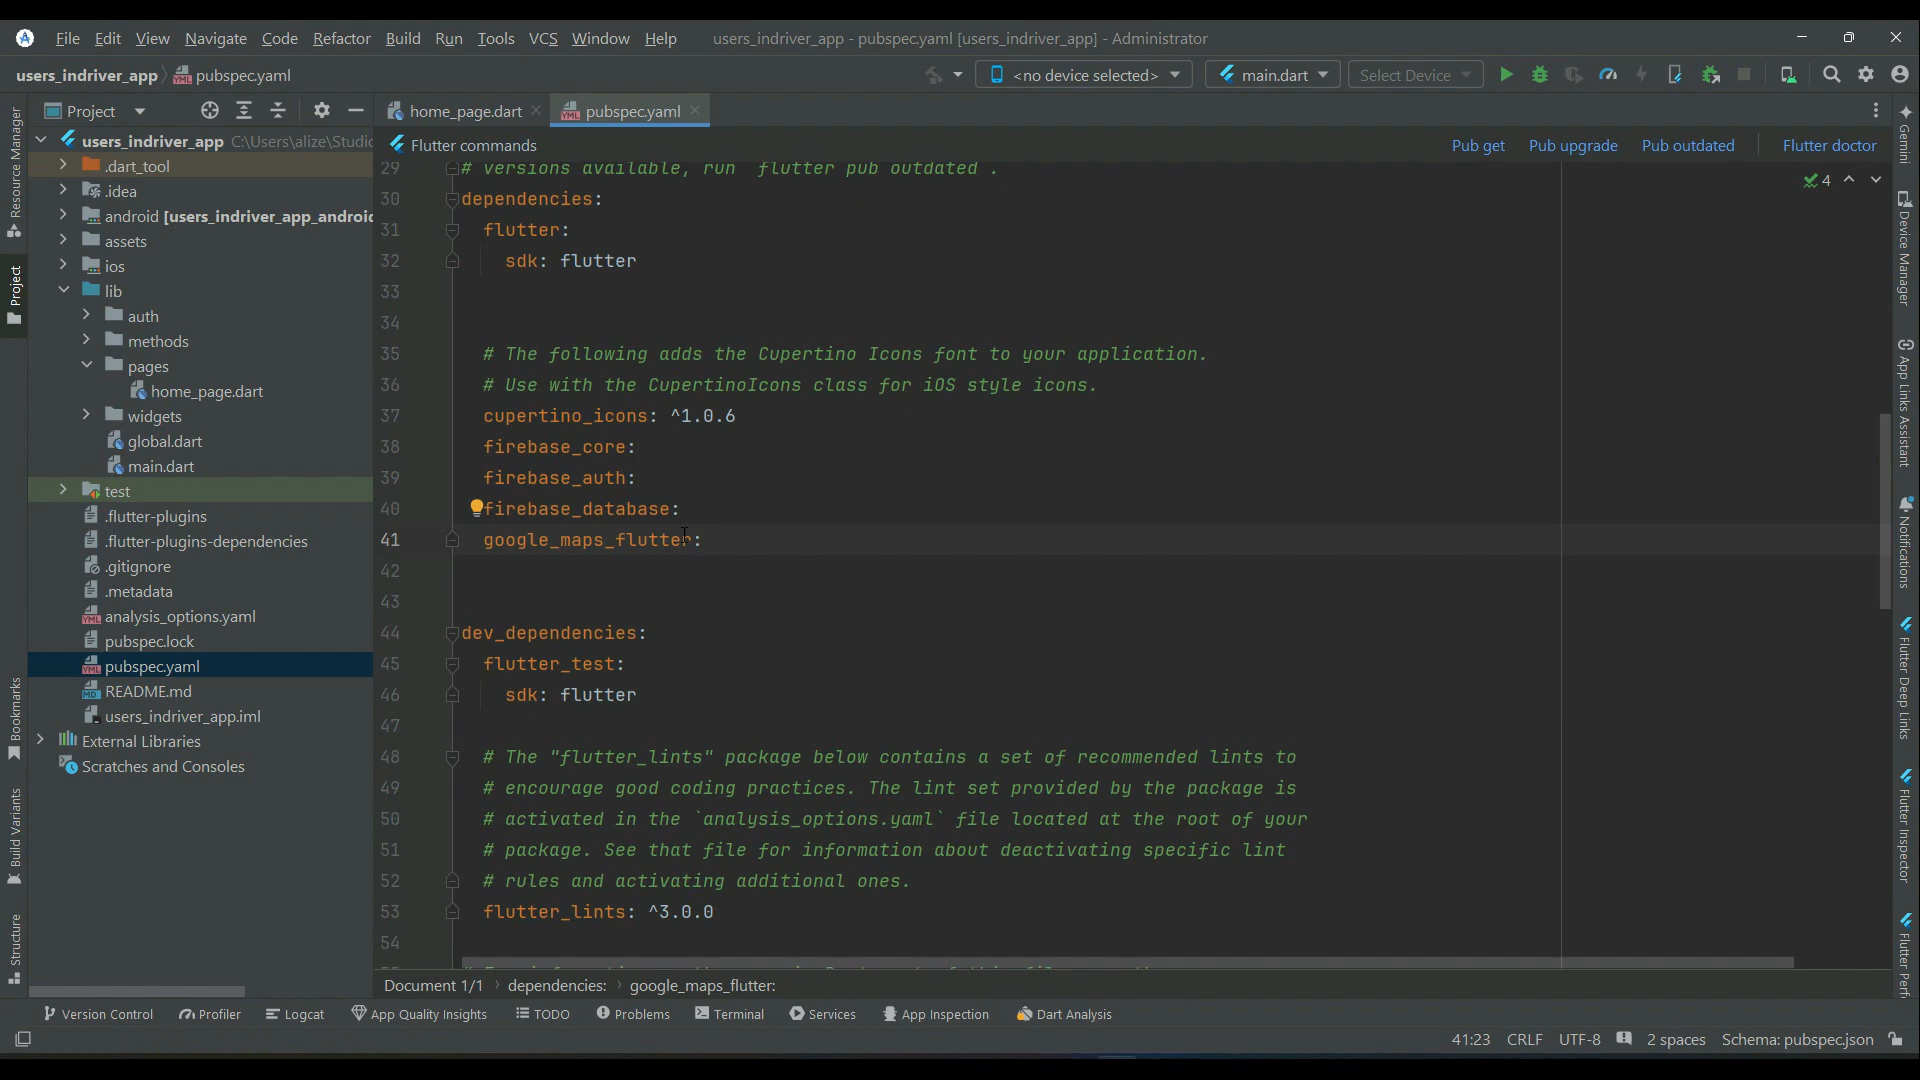 File Edit View Navigate Code Refactor Build Run Tools VCS Window Help users_indriver_app - pubspec.yaml [users_indriver_app] - Administrator
users_indriver_app pubspec.yaml <no device selected> main.dart Select Device
Project
home_page.dart
pubspec.yaml
Flutter commands
Pub get
Pub upgrade
Pub outdated
Flutter doctor
Resource Manager
Project
Bookmarks
Build Variants
Structure
users_indriver_app C:\Users\alize\Studio
.dart_tool
.idea
android [users_indriver_app_android
assets
ios
lib
auth
methods
pages
home_page.dart
widgets
global.dart
main.dart
test
.flutter-plugins
.flutter-plugins-dependencies
.gitignore
.metadata
analysis_options.yaml
pubspec.lock
pubspec.yaml
README.md
users_indriver_app.iml
External Libraries
Scratches and Consoles
4
29 # versions available, run flutter pub outdated .
30 dependencies:
31 flutter:
32 sdk: flutter
33
34
35 # The following adds the Cupertino Icons font to your application.
36 # Use with the CupertinoIcons class for iOS style icons.
37 cupertino_icons: ^1.0.6
38 firebase_core:
39 firebase_auth:
40 firebase_database:
41 google_maps_flutter:
42
43
44 dev_dependencies:
45 flutter_test:
46 sdk: flutter
47
48 # The "flutter_lints" package below contains a set of recommended lints to
49 # encourage good coding practices. The lint set provided by the package is
50 # activated in the `analysis_options.yaml` file located at the root of your
51 # package. See that file for information about deactivating specific lint
52 # rules and activating additional ones.
53 flutter_lints: ^3.0.0
54
Gemini
Device Manager
App Links Assistant
Notifications
Flutter Deep Links
Flutter Inspector
Flutter Perf
Document 1/1 dependencies: google_maps_flutter:
Version Control Profiler Logcat App Quality Insights TODO Problems Terminal Services App Inspection Dart Analysis
41:23 CRLF UTF-8 2 spaces Schema: pubspec.json